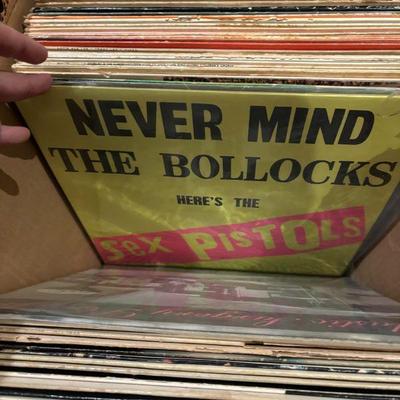 NEVER MIND
THE BOLLOCKS
HERE'S THE
Sex PiSTOLS